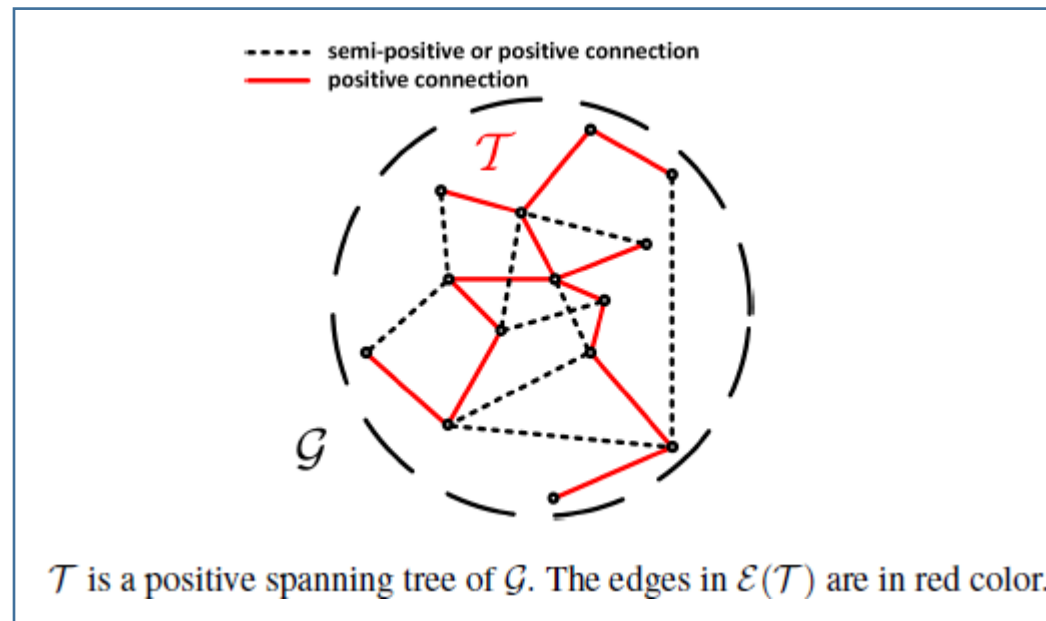 semi-positive or positive connection
positive connection
𝒯
𝒢
𝒯 is a positive spanning tree of 𝒢. The edges in ℰ(𝒯) are in red color.